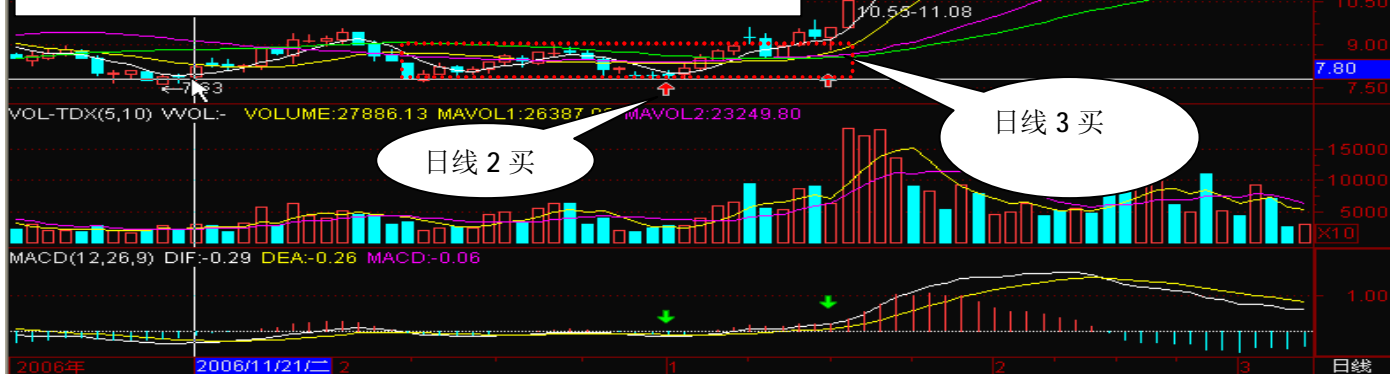 10.50
10.55-11.08
9.00
7.80
7.50
←7.63
VOL-TDX(5,10) VVOL:- VOLUME:27886.13 MAVOL1:26387. MAVOL2:23249.80
日线 3 买
日线 2 买
15000
10000
5000
X10
MACD(12,26,9) DIF:-0.29 DEA:-0.26 MACD:-0.06
1.00
2006年 2006/11/21/二 2 1 2 3 日线